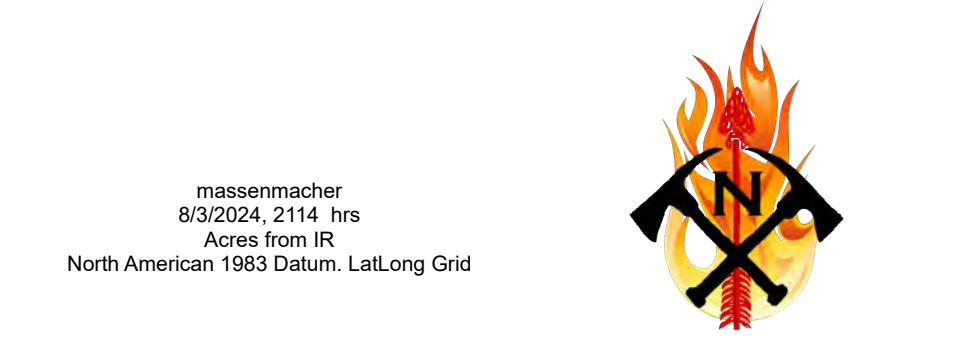 massenmacher
8/3/2024, 2114  hrs
Acres from IR
North American 1983 Datum. LatLong Grid
N